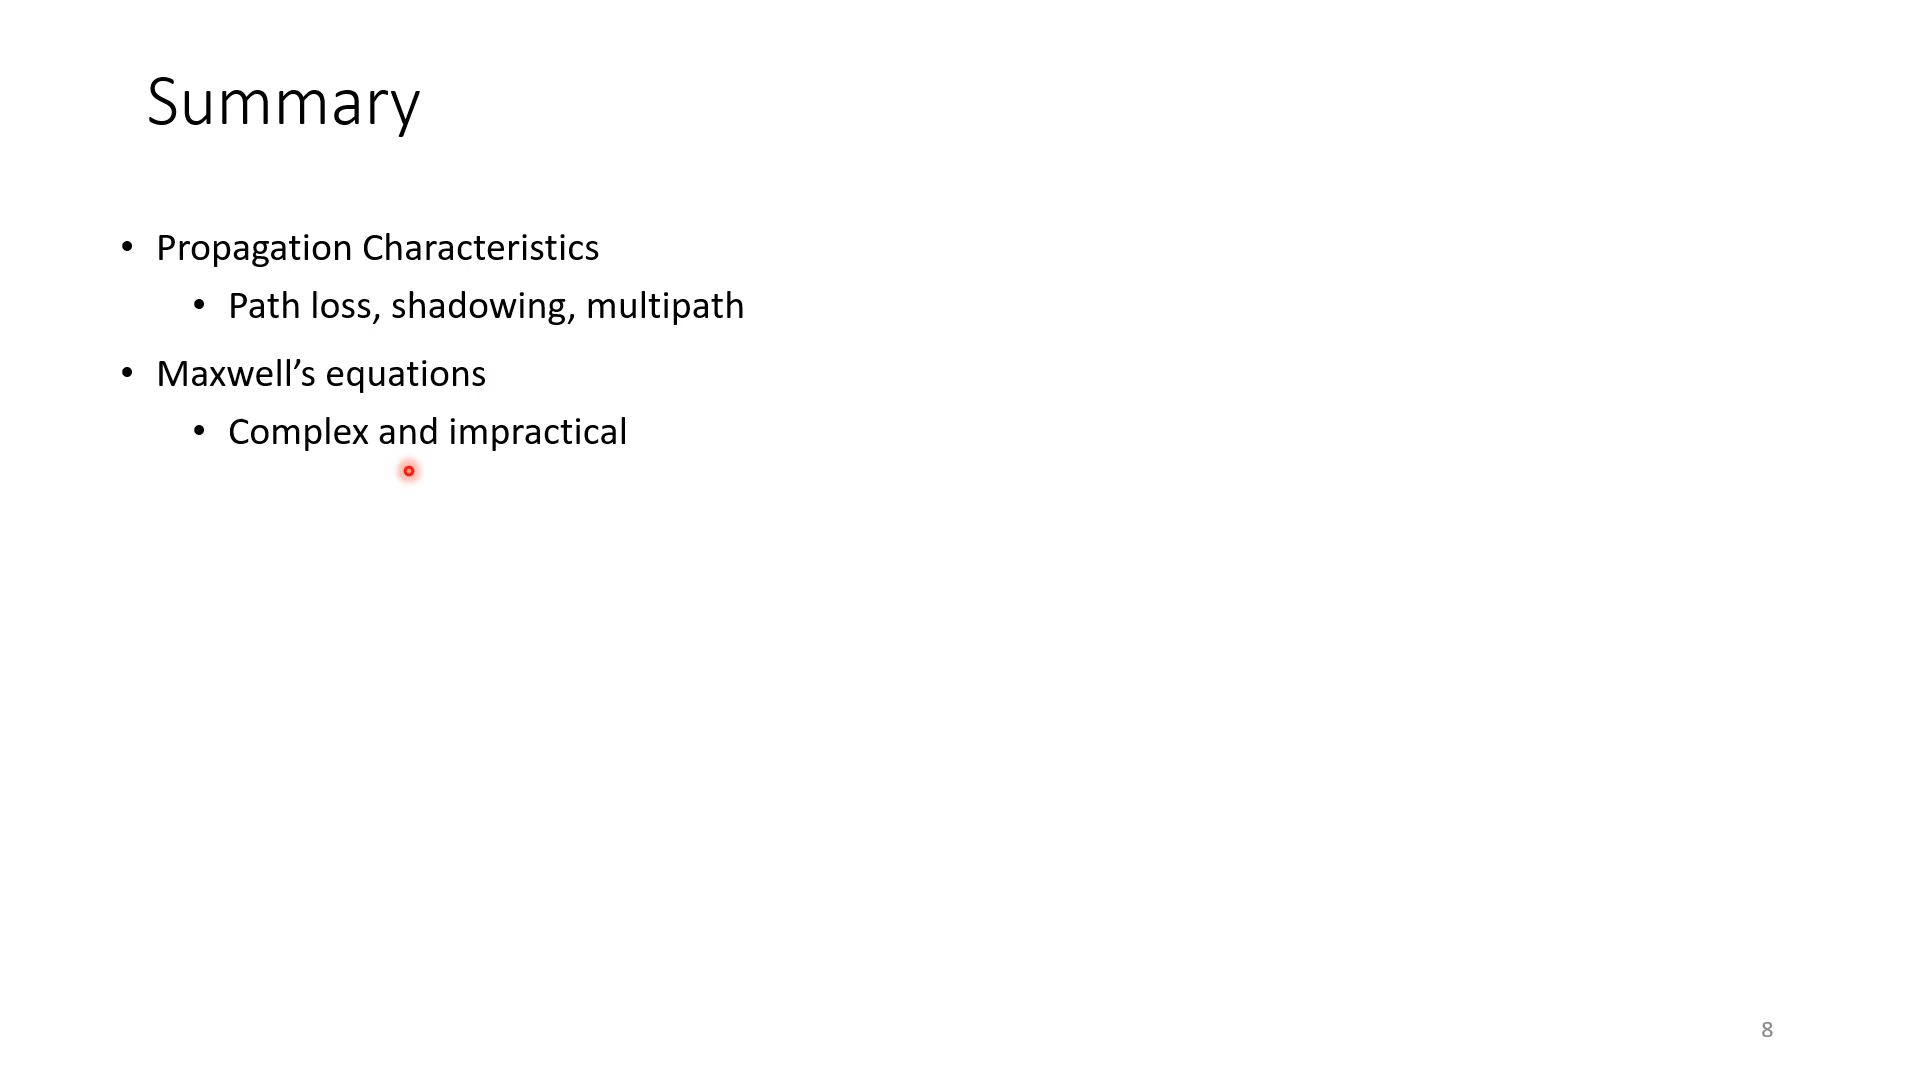 Summary
• Propagation Characteristics
• Path loss, shadowing, multipath
• Maxwell’s equations
• Complex and impractical
8